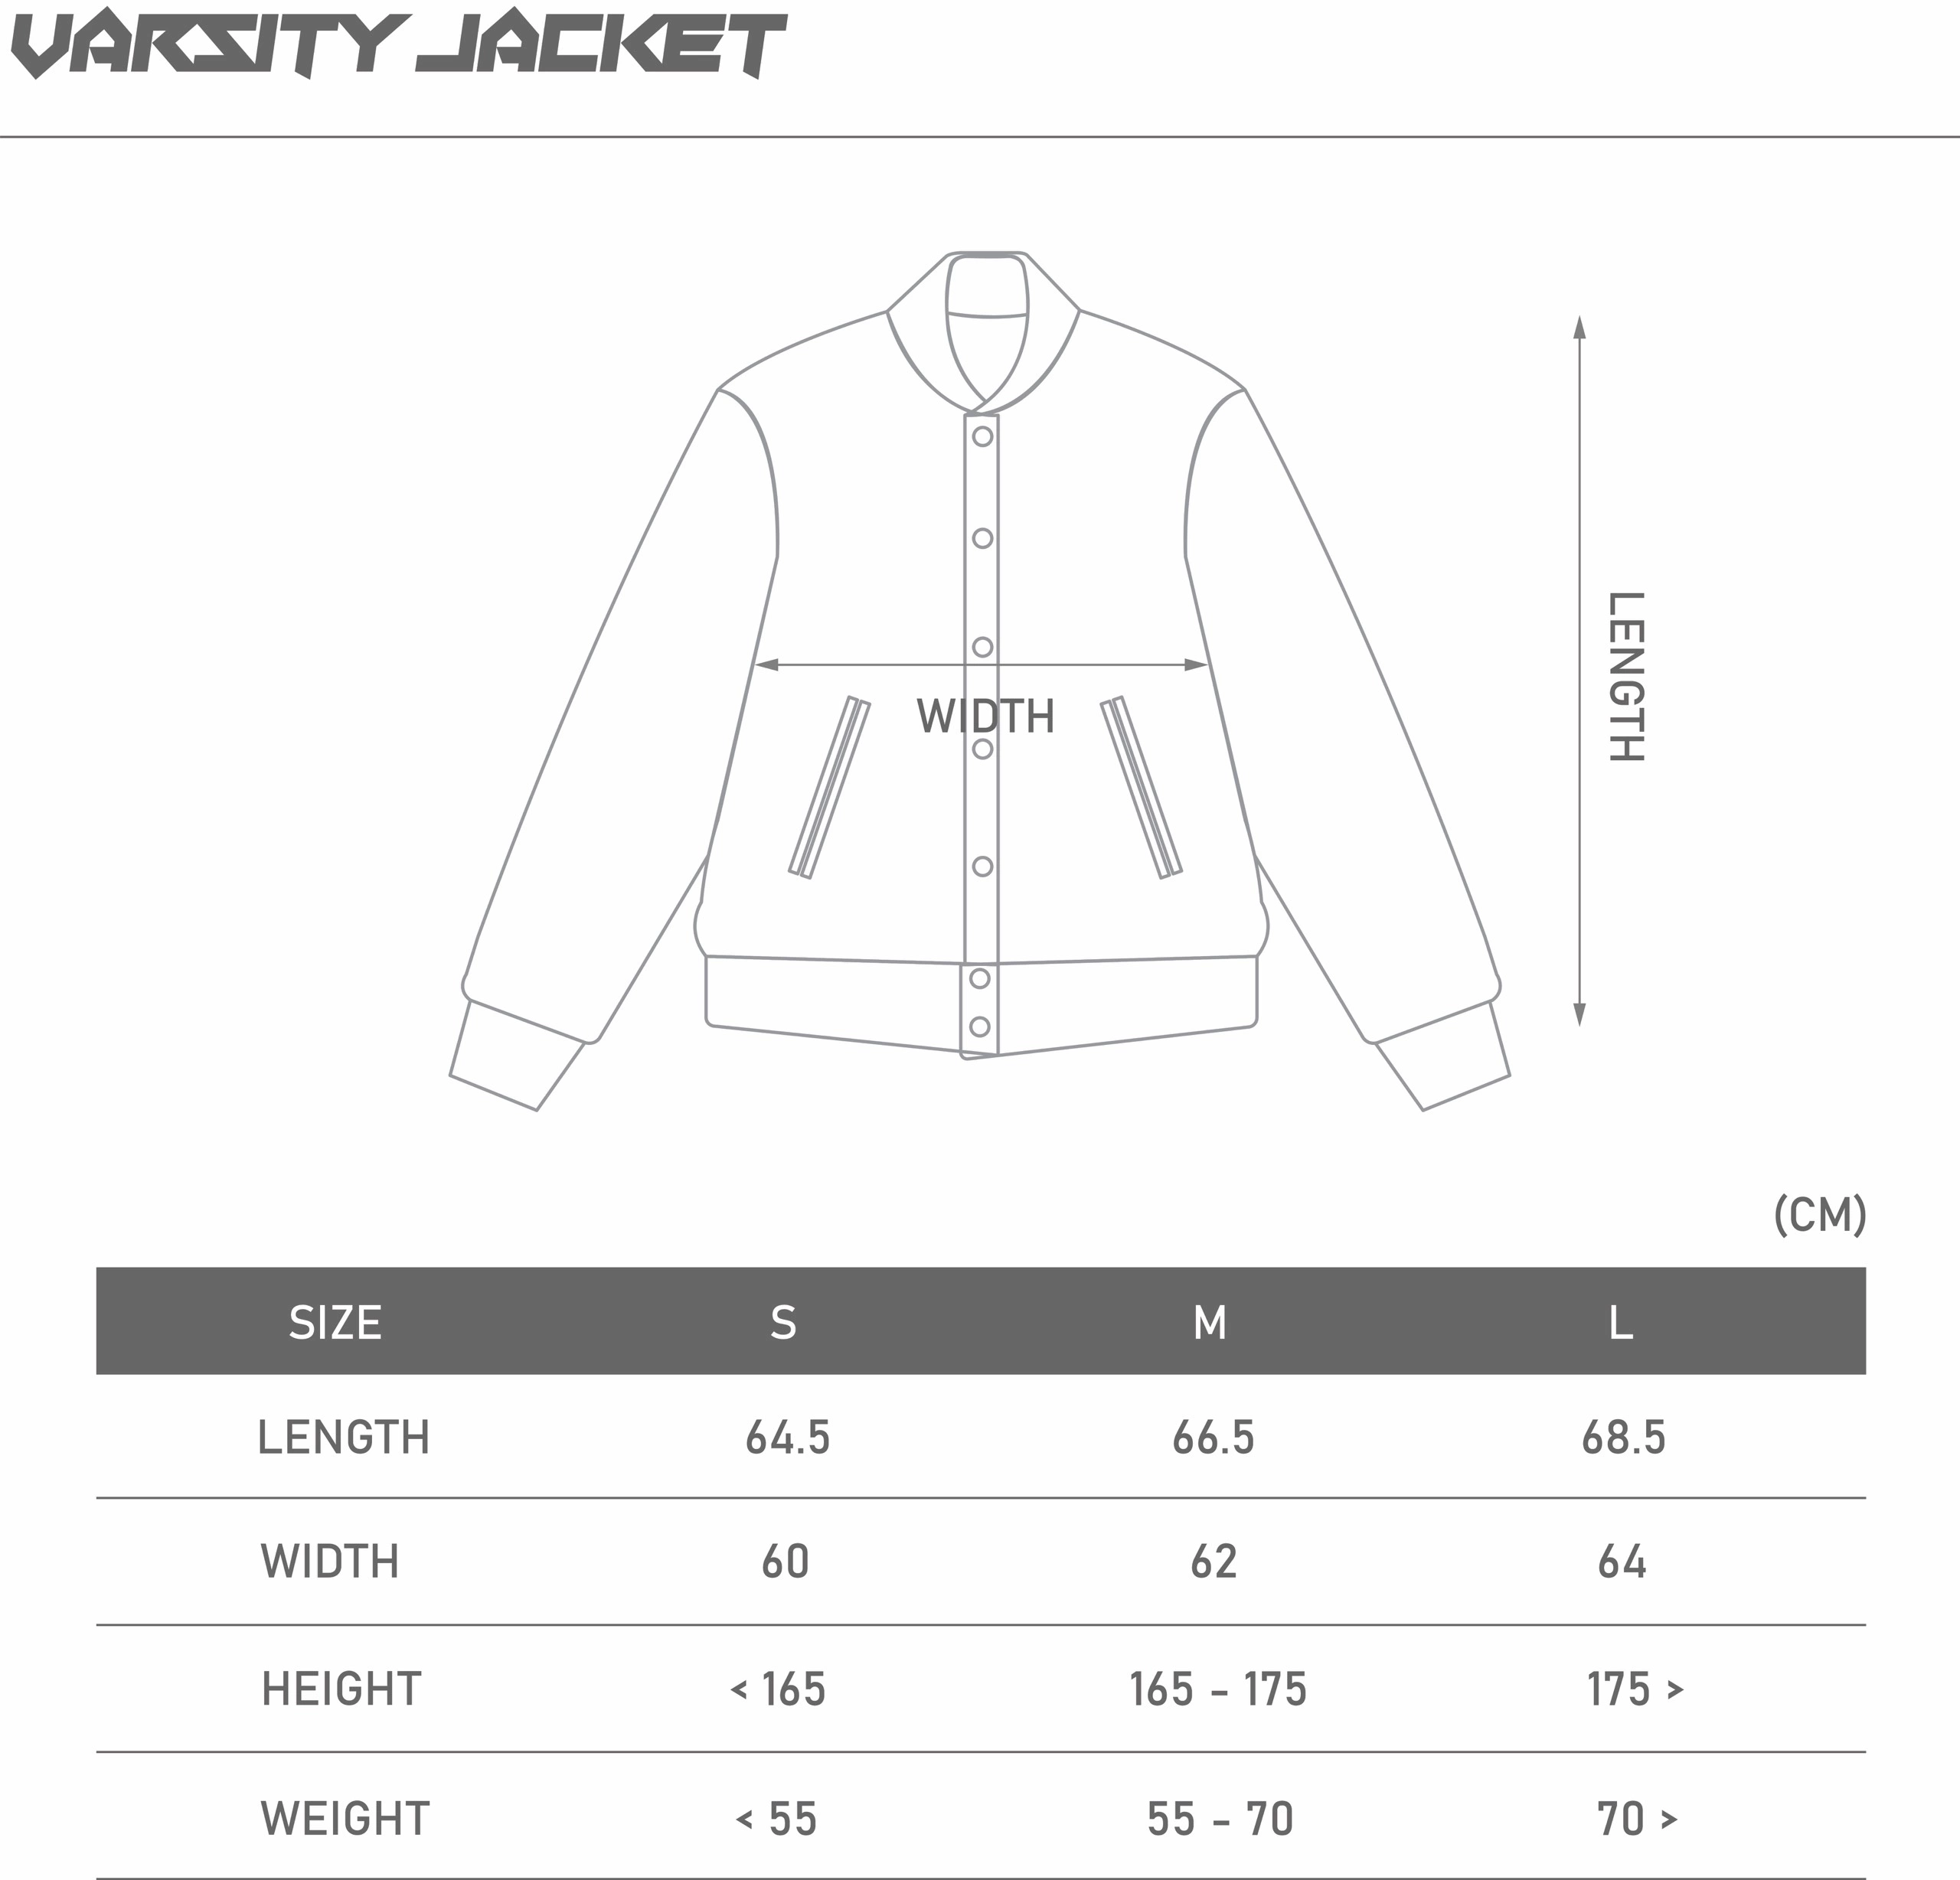 VARSITY JACKET
WIDTH
LENGTH
(CM)
SIZE S M L
LENGTH 64.5 66.5 68.5
WIDTH 60 62 64
HEIGHT < 165 165 - 175 175 >
WEIGHT < 55 55 - 70 70 >